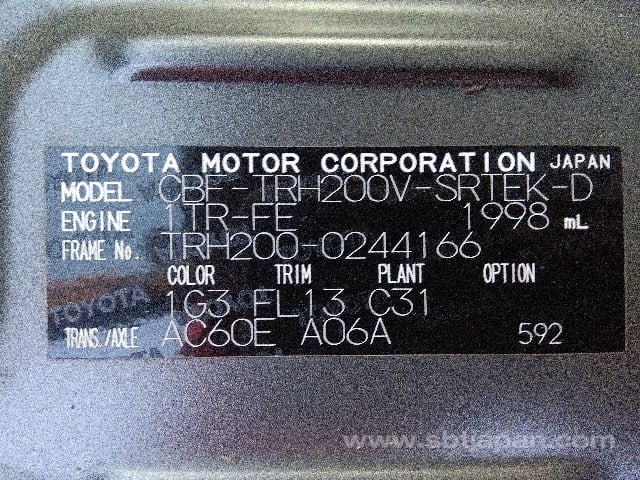 TOYOTA MOTOR CORPORATION JAPAN
MODEL CBF-TRH200V-SRTEK-D
ENGINE 1TR-FE 1998 mL
FRAME No. TRH200-0244166
COLOR TRIM PLANT OPTION
1G3 FL13 C31
TRANS./AXLE AC60E A06A 592
www.sbtjapan.com